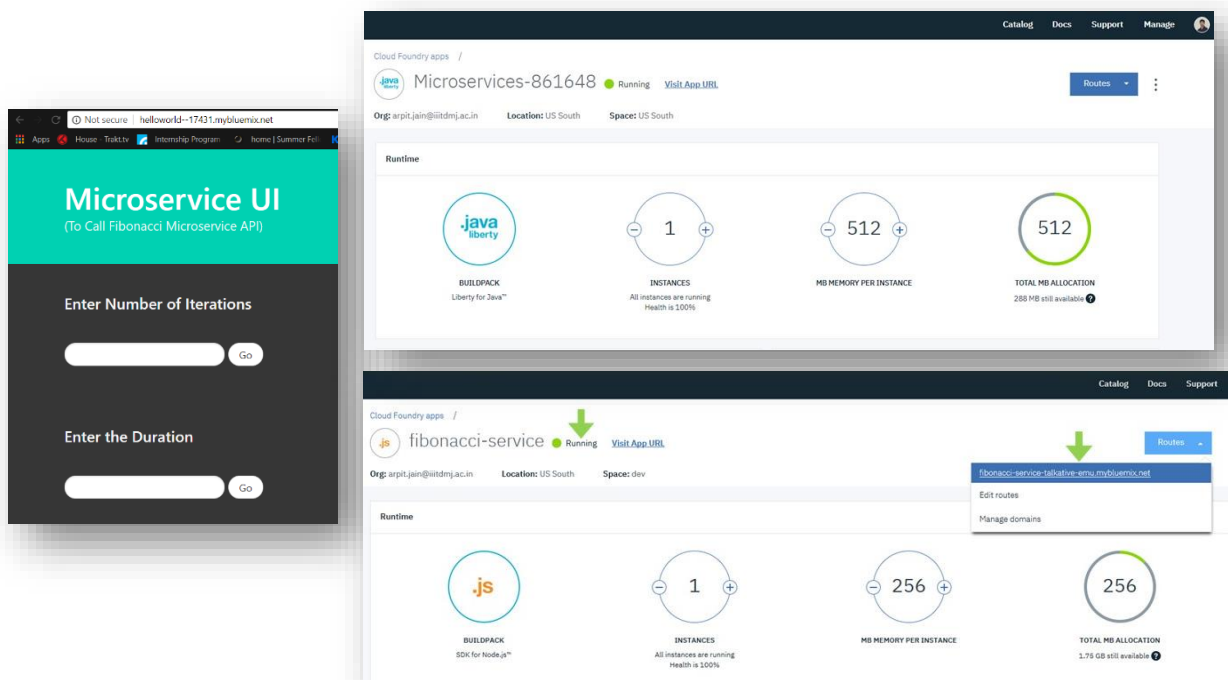 Not secure | helloworld--17431.mybluemix.net
Apps House - Trakt.tv Internship Program home | Summer Fell
Microservice UI
(To Call Fibonacci Microservice API)
Enter Number of Iterations
Go
Enter the Duration
Go
Catalog Docs Support Manage
Cloud Foundry apps /
Java Liberty Microservices-861648 Running Visit App URL Routes
Org: arpit.jain@iiitdmj.ac.in Location: US South Space: US South
Runtime
.java liberty
− 1 +
− 512 +
512
BUILDPACK
Liberty for Java™
INSTANCES
All instances are running
Health is 100%
MB MEMORY PER INSTANCE
TOTAL MB ALLOCATION
288 MB still available ?
Catalog Docs Support
Cloud Foundry apps /
.js fibonacci-service Running Visit App URL Routes
Org: arpit.jain@iiitdmj.ac.in Location: US South Space: dev
fibonacci-service-talkative-emu.mybluemix.net
Edit routes
Manage domains
Runtime
.js
− 1 +
− 256 +
256
BUILDPACK
SDK for Node.js™
INSTANCES
All instances are running
Health is 100%
MB MEMORY PER INSTANCE
TOTAL MB ALLOCATION
1.75 GB still available ?